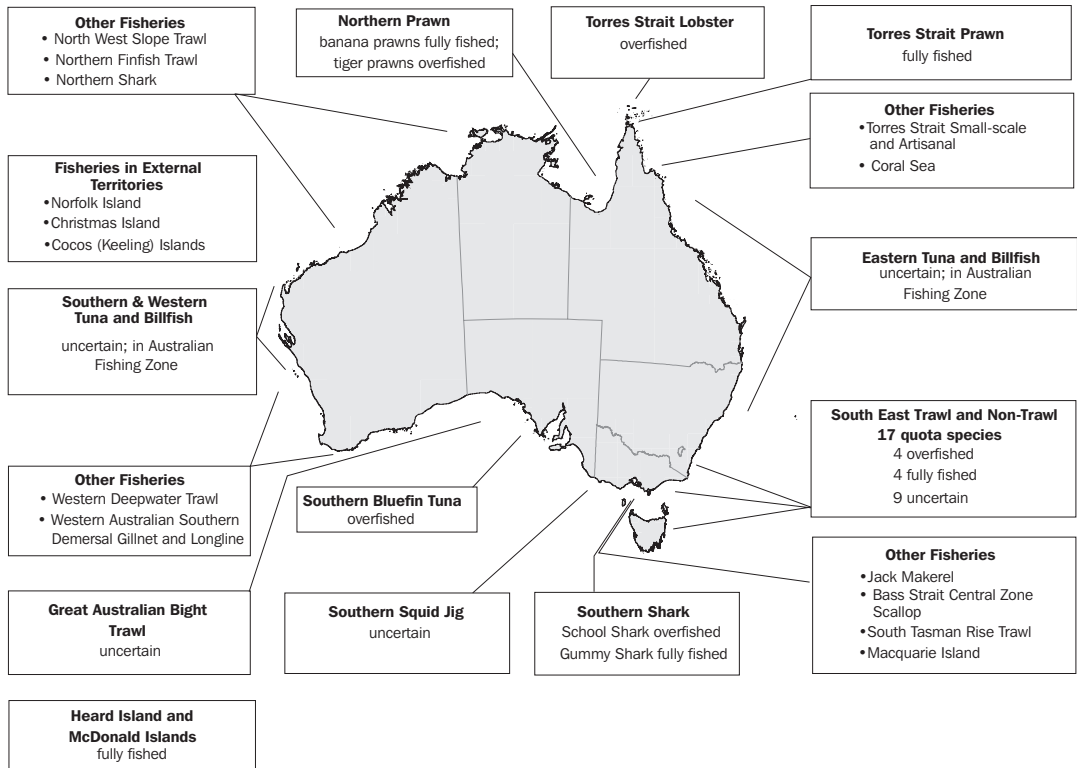 Other Fisheries
• North West Slope Trawl
• Northern Finfish Trawl
• Northern Shark
Northern Prawn
banana prawns fully fished;
tiger prawns overfished
Torres Strait Lobster
overfished
Torres Strait Prawn
fully fished
Other Fisheries
•Torres Strait Small-scale
and Artisanal
• Coral Sea
Fisheries in External
Territories
•Norfolk Island
•Christmas Island
•Cocos (Keeling) Islands
Eastern Tuna and Billfish
uncertain; in Australian
Fishing Zone
Southern & Western
Tuna and Billfish
uncertain; in Australian
Fishing Zone
South East Trawl and Non-Trawl
17 quota species
4 overfished
4 fully fished
9 uncertain
Other Fisheries
• Western Deepwater Trawl
• Western Australian Southern
Demersal Gillnet and Longline
Southern Bluefin Tuna
overfished
Other Fisheries
•Jack Makerel
• Bass Strait Central Zone
Scallop
•South Tasman Rise Trawl
•Macquarie Island
Great Australian Bight
Trawl
uncertain
Southern Squid Jig
uncertain
Southern Shark
School Shark overfished
Gummy Shark fully fished
Heard Island and
McDonald Islands
fully fished